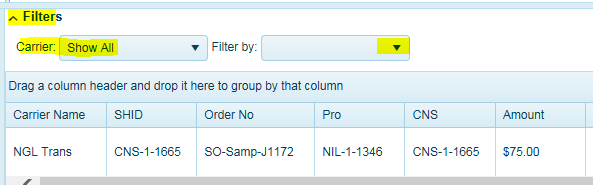 Filters
Carrier: Show All Filter by:
Drag a column header and drop it here to group by that column
Carrier Name SHID Order No Pro CNS Amount
NGL Trans CNS-1-1665 SO-Samp-J1172 NIL-1-1346 CNS-1-1665 $75.00